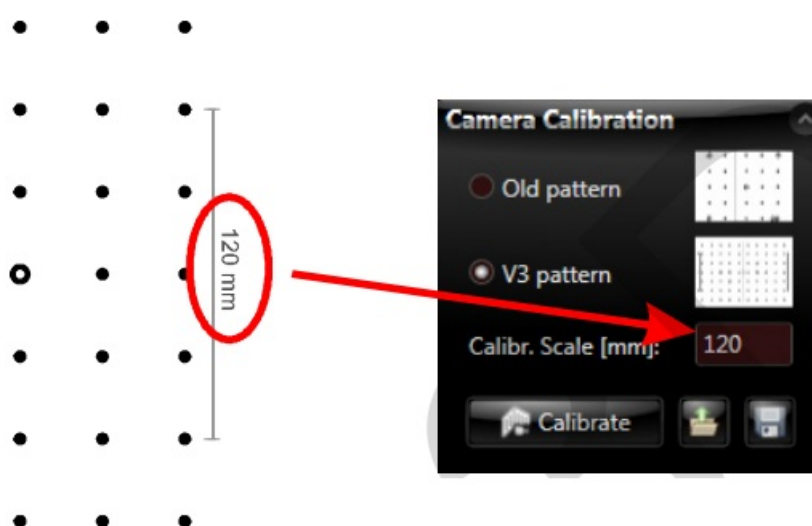 120 mm
Camera Calibration
Old pattern
V3 pattern
Calibr. Scale [mm]: 120
Calibrate